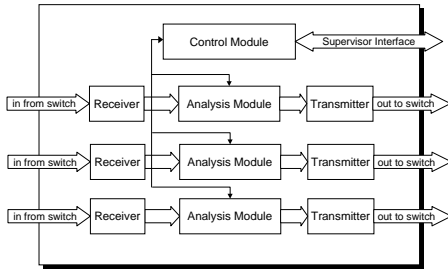 Control Module
Supervisor Interface
in from switch
Receiver
Analysis Module
Transmitter
out to switch
in from switch
Receiver
Analysis Module
Transmitter
out to switch
in from switch
Receiver
Analysis Module
Transmitter
out to switch